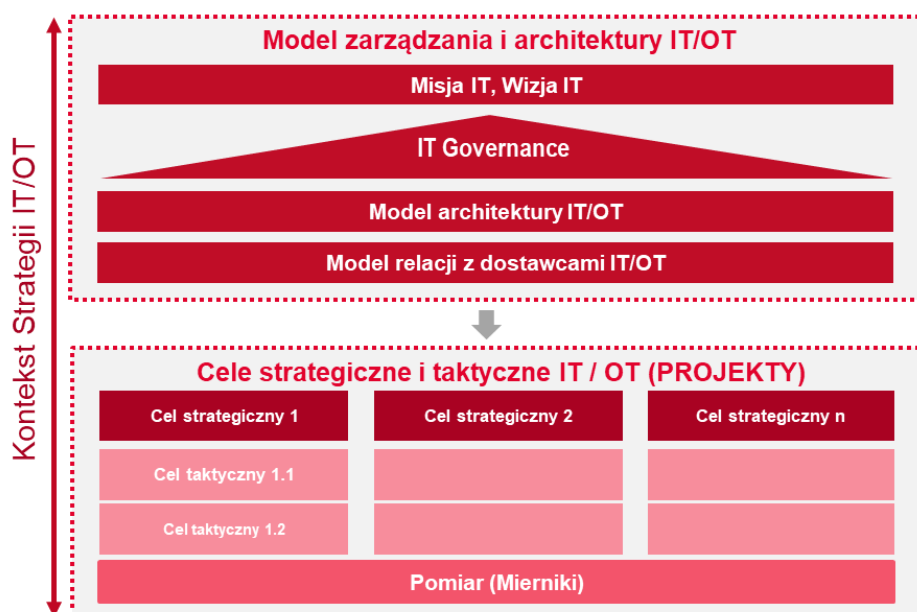 Kontekst Strategii IT/OT
Model zarządzania i architektury IT/OT
Misja IT, Wizja IT
IT Governance
Model architektury IT/OT
Model relacji z dostawcami IT/OT
Cele strategiczne i taktyczne IT / OT (PROJEKTY)
Cel strategiczny 1
Cel strategiczny 2
Cel strategiczny n
Cel taktyczny 1.1
Cel taktyczny 1.2
Pomiar (Mierniki)